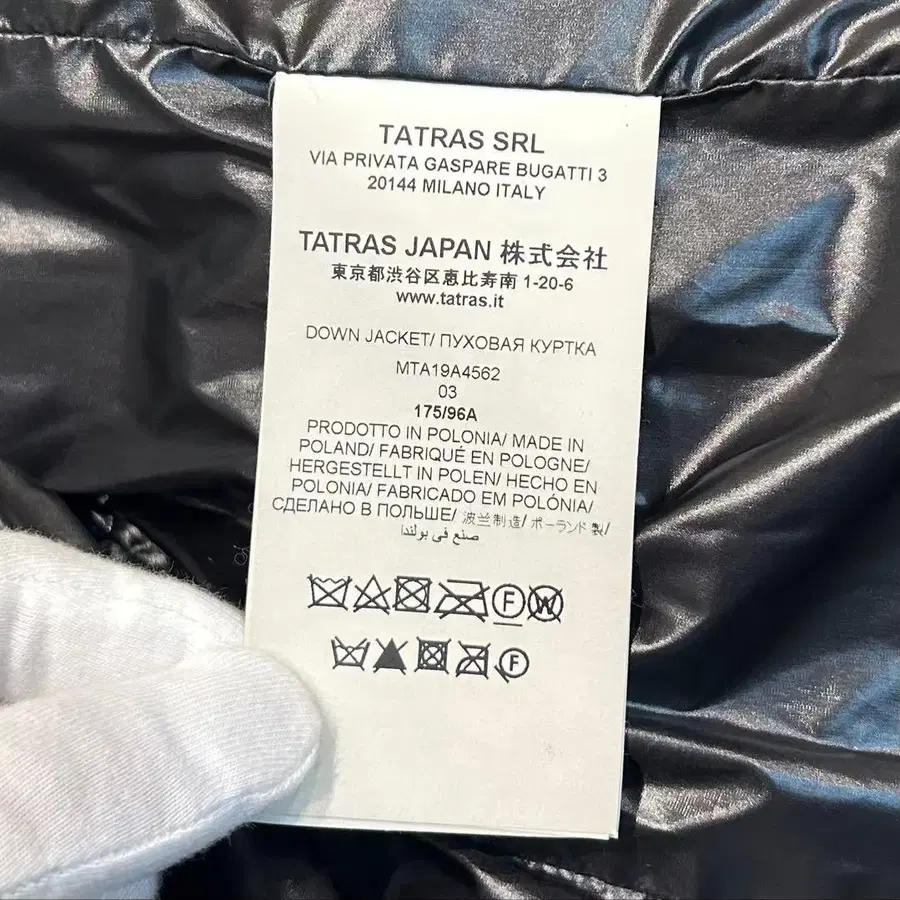 TATRAS SRL
VIA PRIVATA GASPARE BUGATTI 3
20144 MILANO ITALY
TATRAS JAPAN 株式会社
東京都渋谷区恵比寿南 1-20-6
www.tatras.it
DOWN JACKET/ ПУХОВАЯ КУРТКА
MTA19A4562
03
175/96A
PRODOTTO IN POLONIA/ MADE IN
POLAND/ FABRIQUÉ EN POLOGNE/
HERGESTELLT IN POLEN/ HECHO EN
POLONIA/ FABRICADO EM POLÓNIA/
СДЕЛАНО В ПОЛЬШЕ/ 波兰制造/ ポーランド製/
صنع في بولندا
F W
F